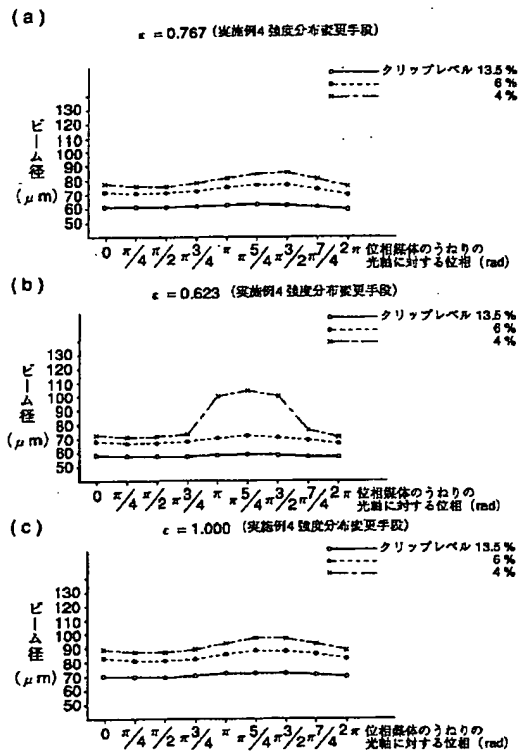 (a)
ε = 0.767 (実施例4 強度分布変更手段)
クリップレベル 13.5 %
6 %
4 %
ビーム径
(μm)
130
120
110
100
90
80
70
60
50
0 π/4 π/2 π3/4 π π5/4 π3/2 π7/4 2π
位相媒体のうねりの
光軸に対する位相 (rad)
(b)
ε = 0.623 (実施例4 強度分布変更手段)
クリップレベル 13.5 %
6 %
4 %
ビーム径
(μm)
130
120
110
100
90
80
70
60
50
0 π/4 π/2 π3/4 π π5/4 π3/2 π7/4 2π
位相媒体のうねりの
光軸に対する位相 (rad)
(c)
ε = 1.000 (実施例4 強度分布変更手段)
クリップレベル 13.5 %
6 %
4 %
ビーム径
(μm)
130
120
110
100
90
80
70
60
50
0 π/4 π/2 π3/4 π π5/4 π3/2 π7/4 2π
位相媒体のうねりの
光軸に対する位相 (rad)